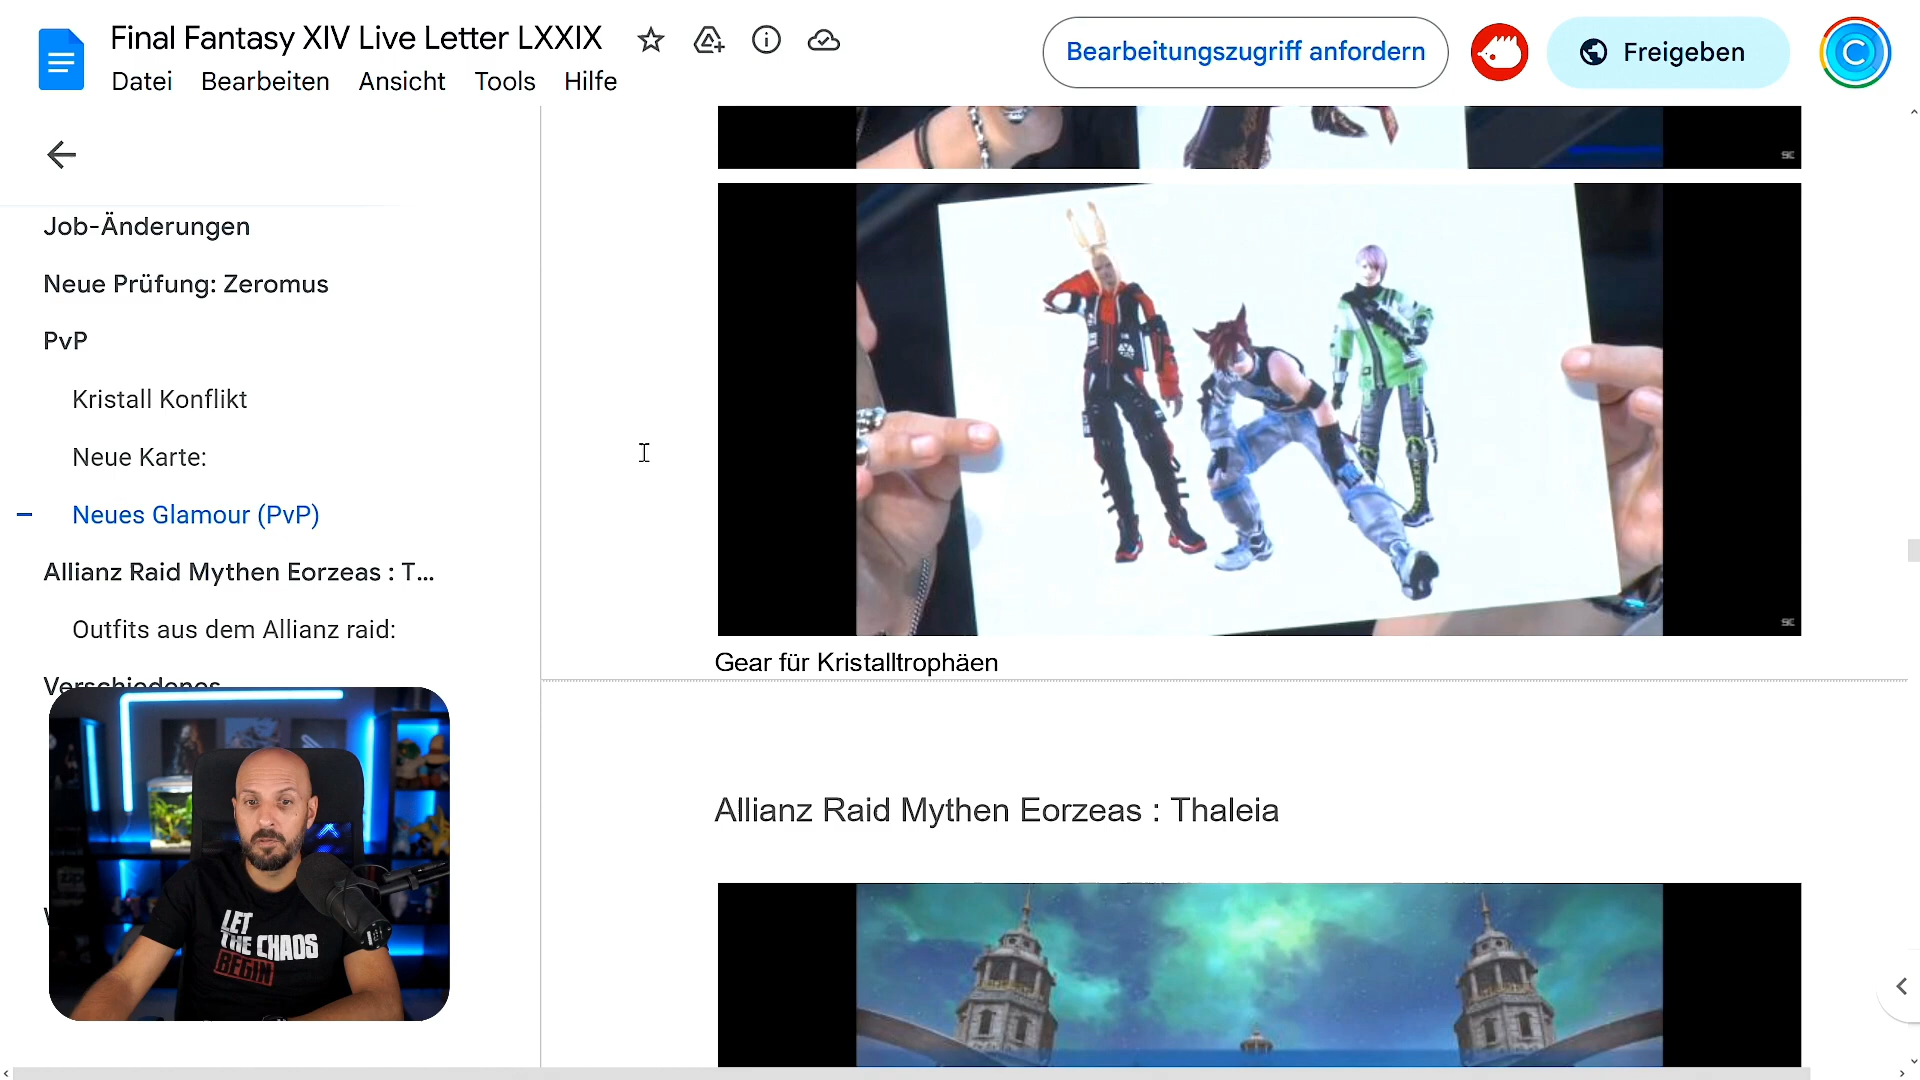 Final Fantasy XIV Live Letter LXXIX
Datei Bearbeiten Ansicht Tools Hilfe
Bearbeitungszugriff anfordern
Freigeben
C
Job-Änderungen
Neue Prüfung: Zeromus
PvP
Kristall Konflikt
Neue Karte:
Neues Glamour (PvP)
Allianz Raid Mythen Eorzeas : T...
Outfits aus dem Allianz raid:
Verschiedenes
LET
THE CHAOS
BEGIN
Gear für Kristalltrophäen
Allianz Raid Mythen Eorzeas : Thaleia